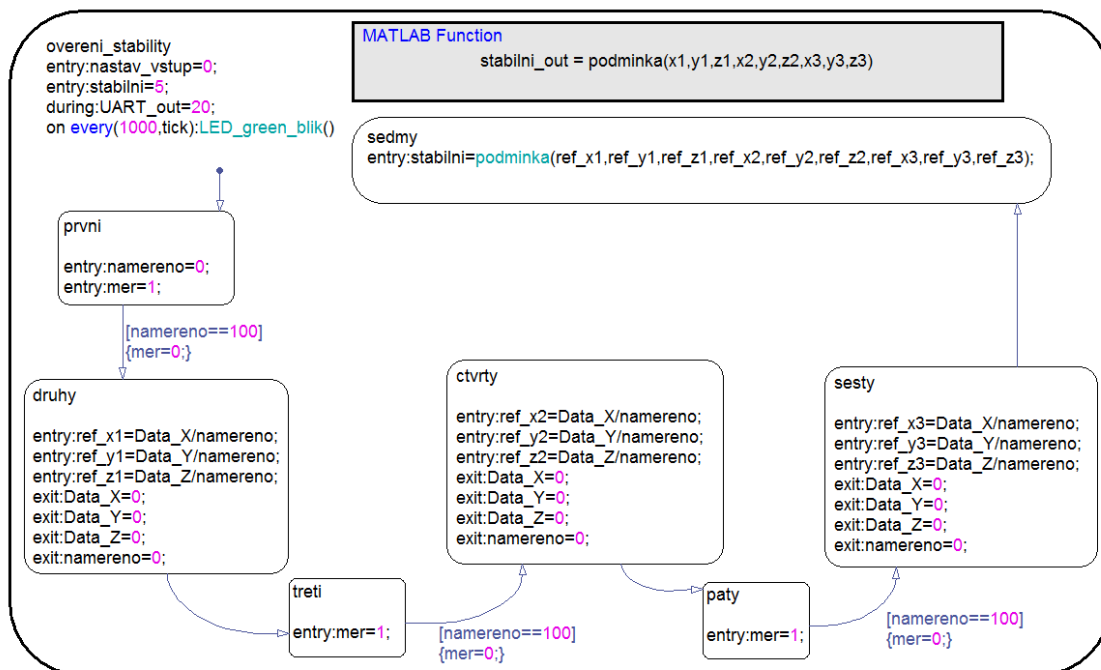 overeni_stability
entry:nastav_vstup=0;
entry:stabilni=5;
during:UART_out=20;
on every(1000,tick):LED_green_blik()
MATLAB Function
stabilni_out = podminka(x1,y1,z1,x2,y2,z2,x3,y3,z3)
sedmy
entry:stabilni=podminka(ref_x1,ref_y1,ref_z1,ref_x2,ref_y2,ref_z2,ref_x3,ref_y3,ref_z3);
prvni
entry:namereno=0;
entry:mer=1;
[namereno==100]
{mer=0;}
druhy
entry:ref_x1=Data_X/namereno;
entry:ref_y1=Data_Y/namereno;
entry:ref_z1=Data_Z/namereno;
exit:Data_X=0;
exit:Data_Y=0;
exit:Data_Z=0;
exit:namereno=0;
treti
entry:mer=1;
[namereno==100]
{mer=0;}
ctvrty
entry:ref_x2=Data_X/namereno;
entry:ref_y2=Data_Y/namereno;
entry:ref_z2=Data_Z/namereno;
exit:Data_X=0;
exit:Data_Y=0;
exit:Data_Z=0;
exit:namereno=0;
paty
entry:mer=1;
[namereno==100]
{mer=0;}
sesty
entry:ref_x3=Data_X/namereno;
entry:ref_y3=Data_Y/namereno;
entry:ref_z3=Data_Z/namereno;
exit:Data_X=0;
exit:Data_Y=0;
exit:Data_Z=0;
exit:namereno=0;